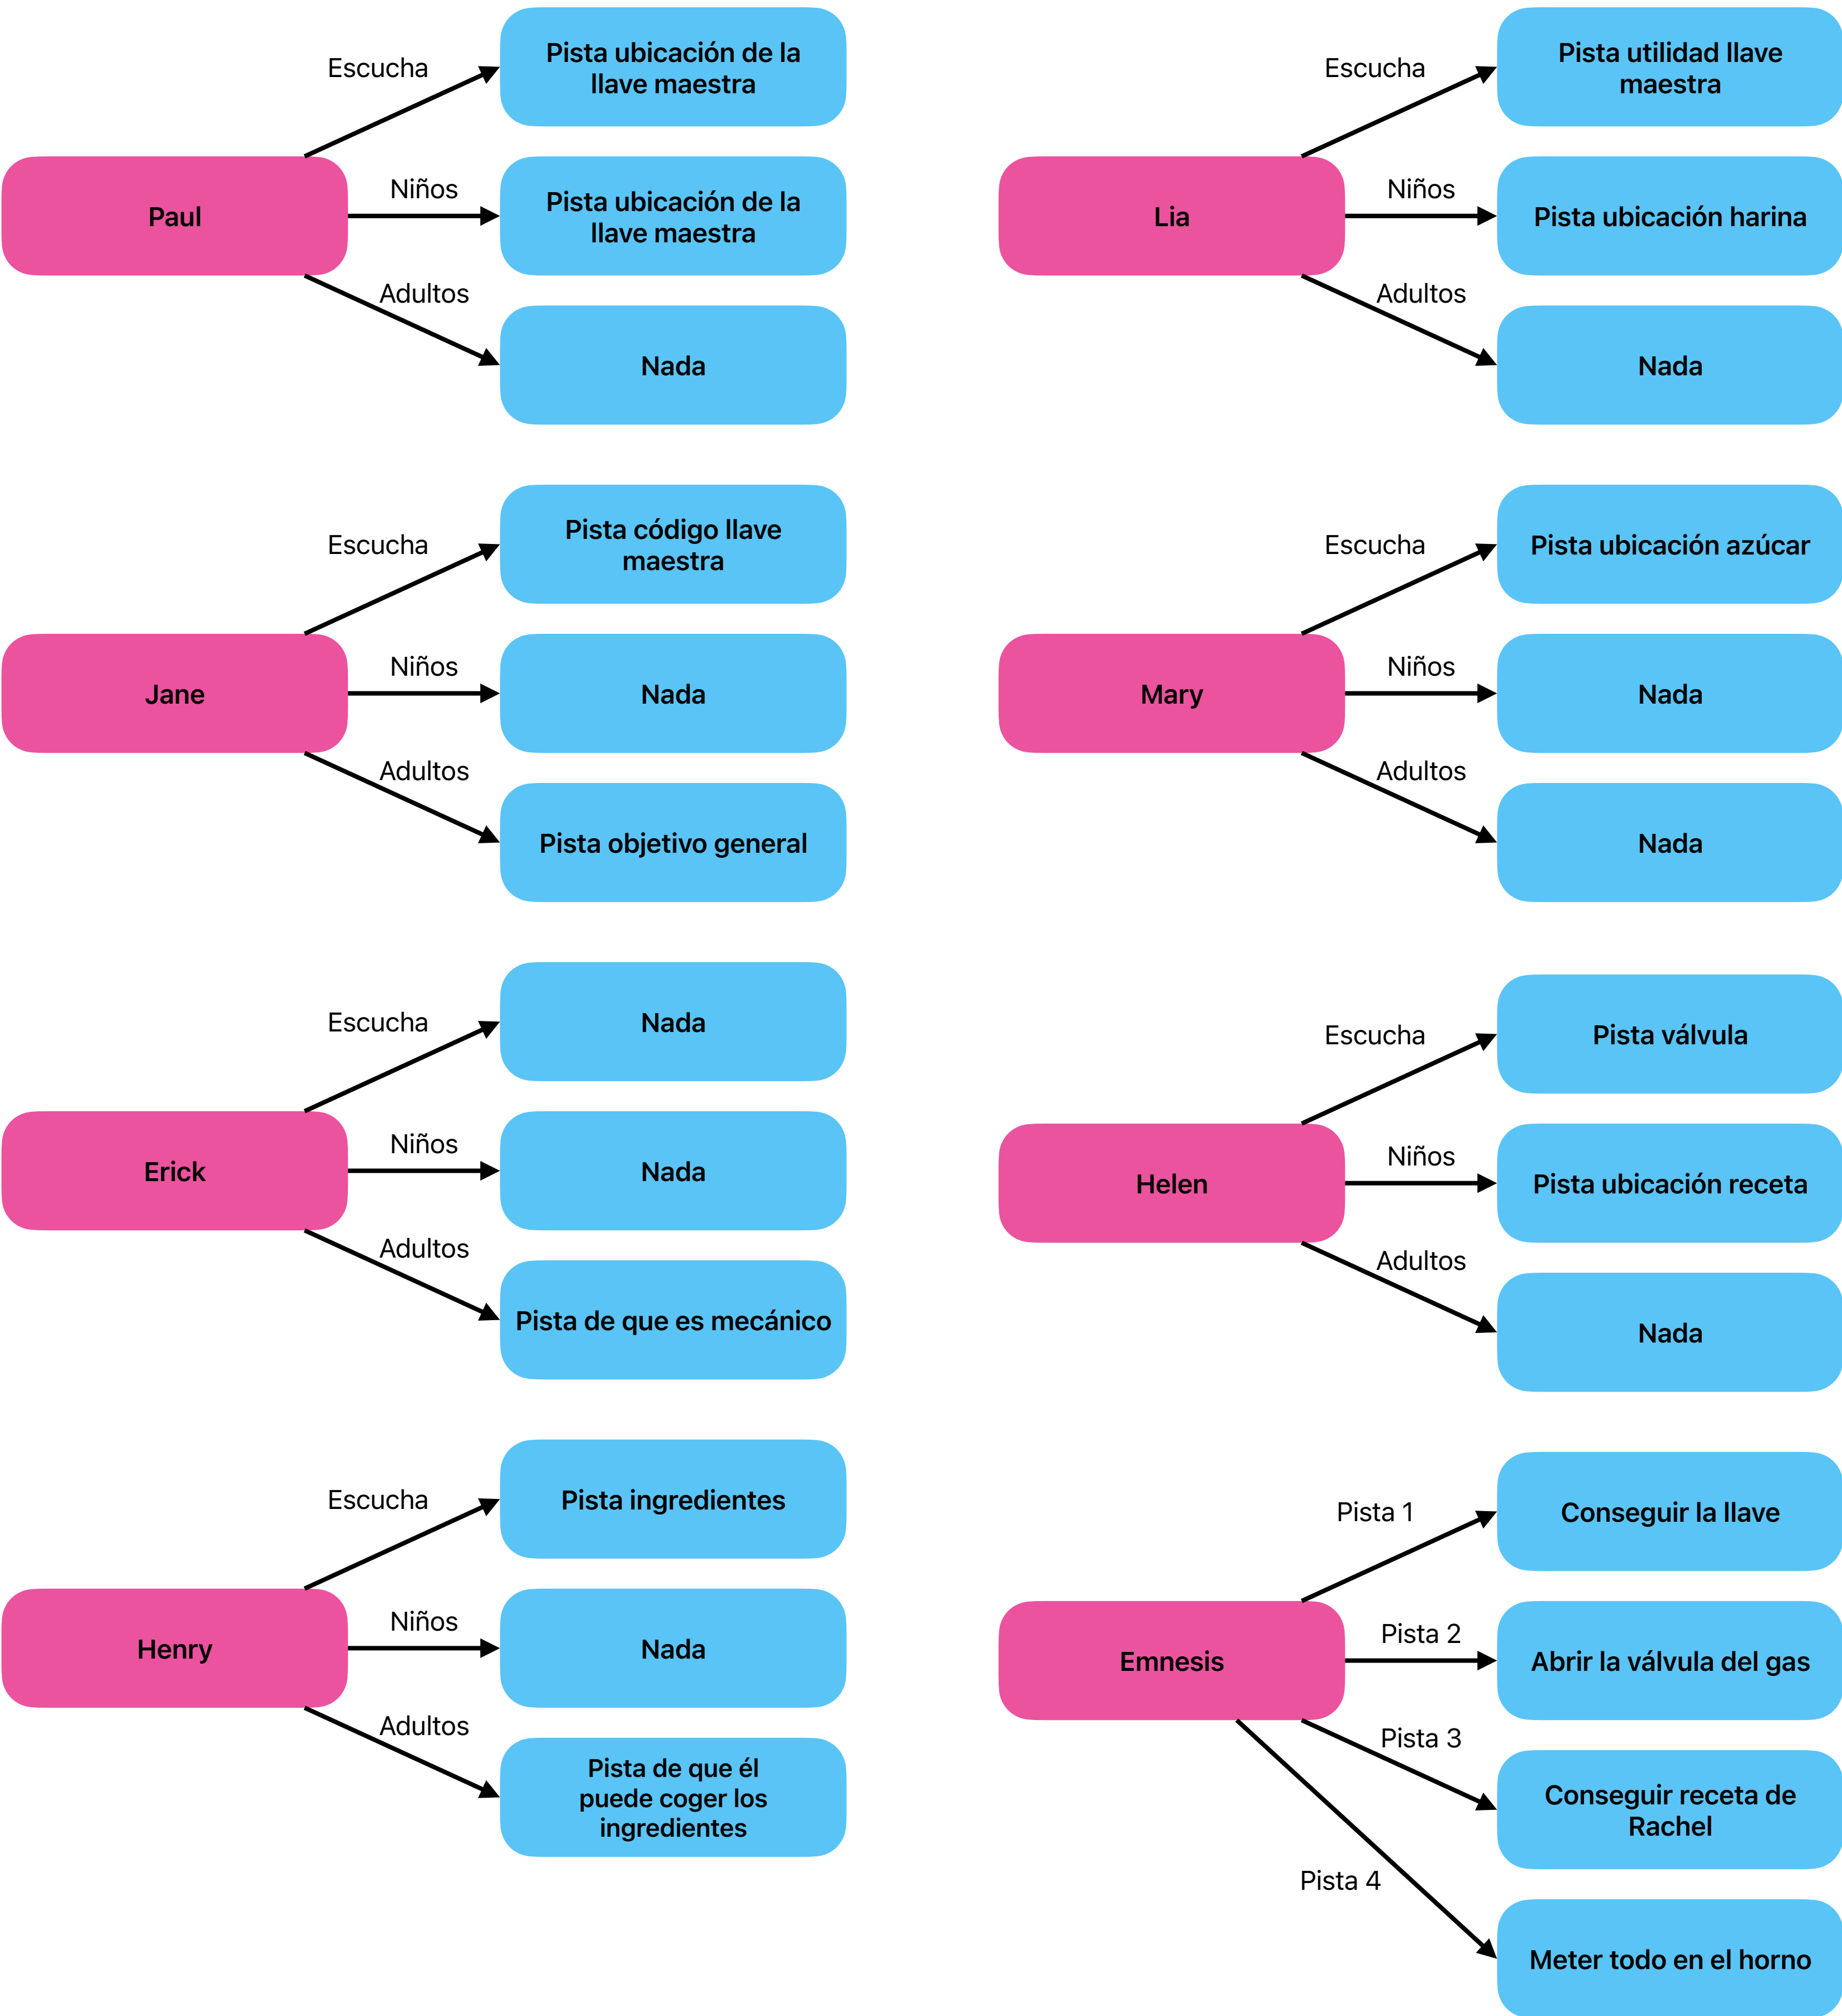 Paul
Escucha
Pista ubicación de la
llave maestra
Niños
Pista ubicación de la
llave maestra
Adultos
Nada
Lia
Escucha
Pista utilidad llave
maestra
Niños
Pista ubicación harina
Adultos
Nada
Jane
Escucha
Pista código llave
maestra
Niños
Nada
Adultos
Pista objetivo general
Mary
Escucha
Pista ubicación azúcar
Niños
Nada
Adultos
Nada
Erick
Escucha
Nada
Niños
Nada
Adultos
Pista de que es mecánico
Helen
Escucha
Pista válvula
Niños
Pista ubicación receta
Adultos
Nada
Henry
Escucha
Pista ingredientes
Niños
Nada
Adultos
Pista de que él
puede coger los
ingredientes
Emnesis
Pista 1
Conseguir la llave
Pista 2
Abrir la válvula del gas
Pista 3
Conseguir receta de
Rachel
Pista 4
Meter todo en el horno